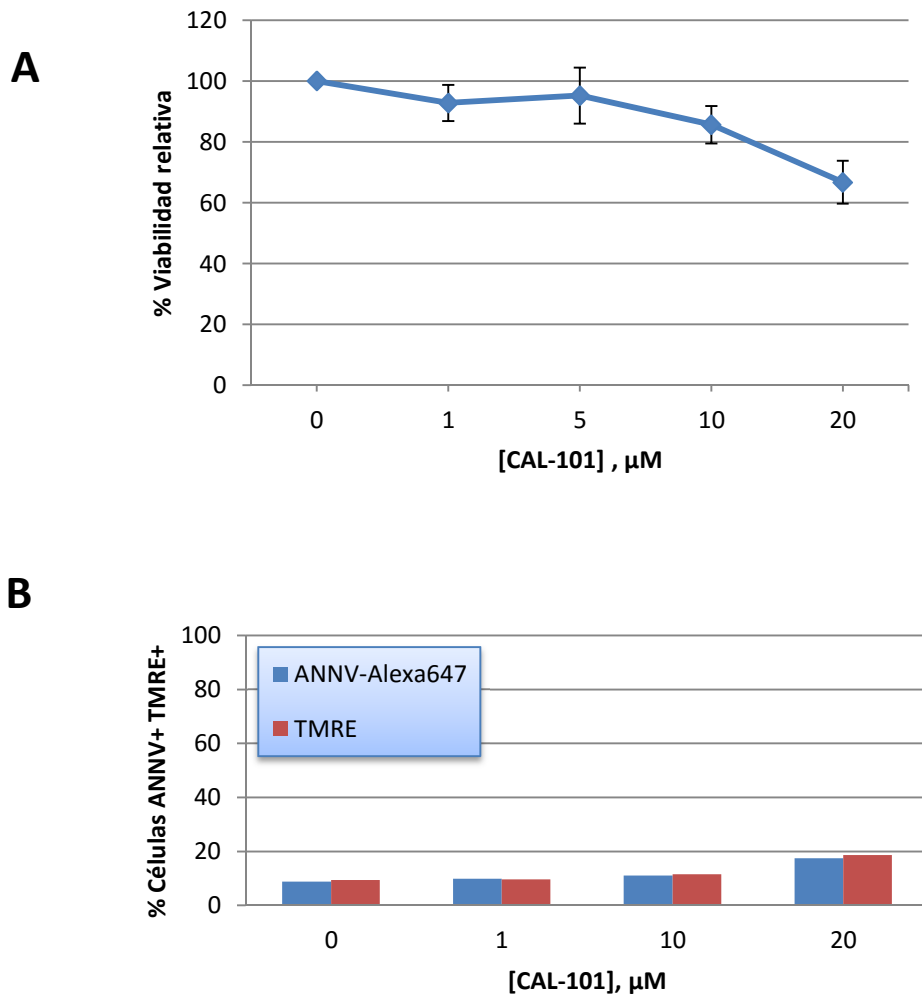 A
120
100
80
60
40
20
0
% Viabilidad relativa
0 1 5 10 20
[CAL-101] , µM
B
100
80
60
40
20
0
% Células ANNV+ TMRE+
ANNV-Alexa647
TMRE
0 1 10 20
[CAL-101], µM